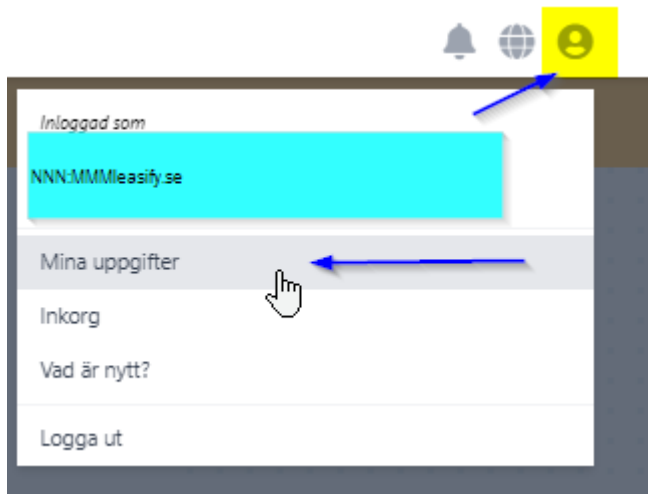 Inloggad som
NNN:MMMleasify.se
Mina uppgifter
Inkorg
Vad är nytt?
Logga ut